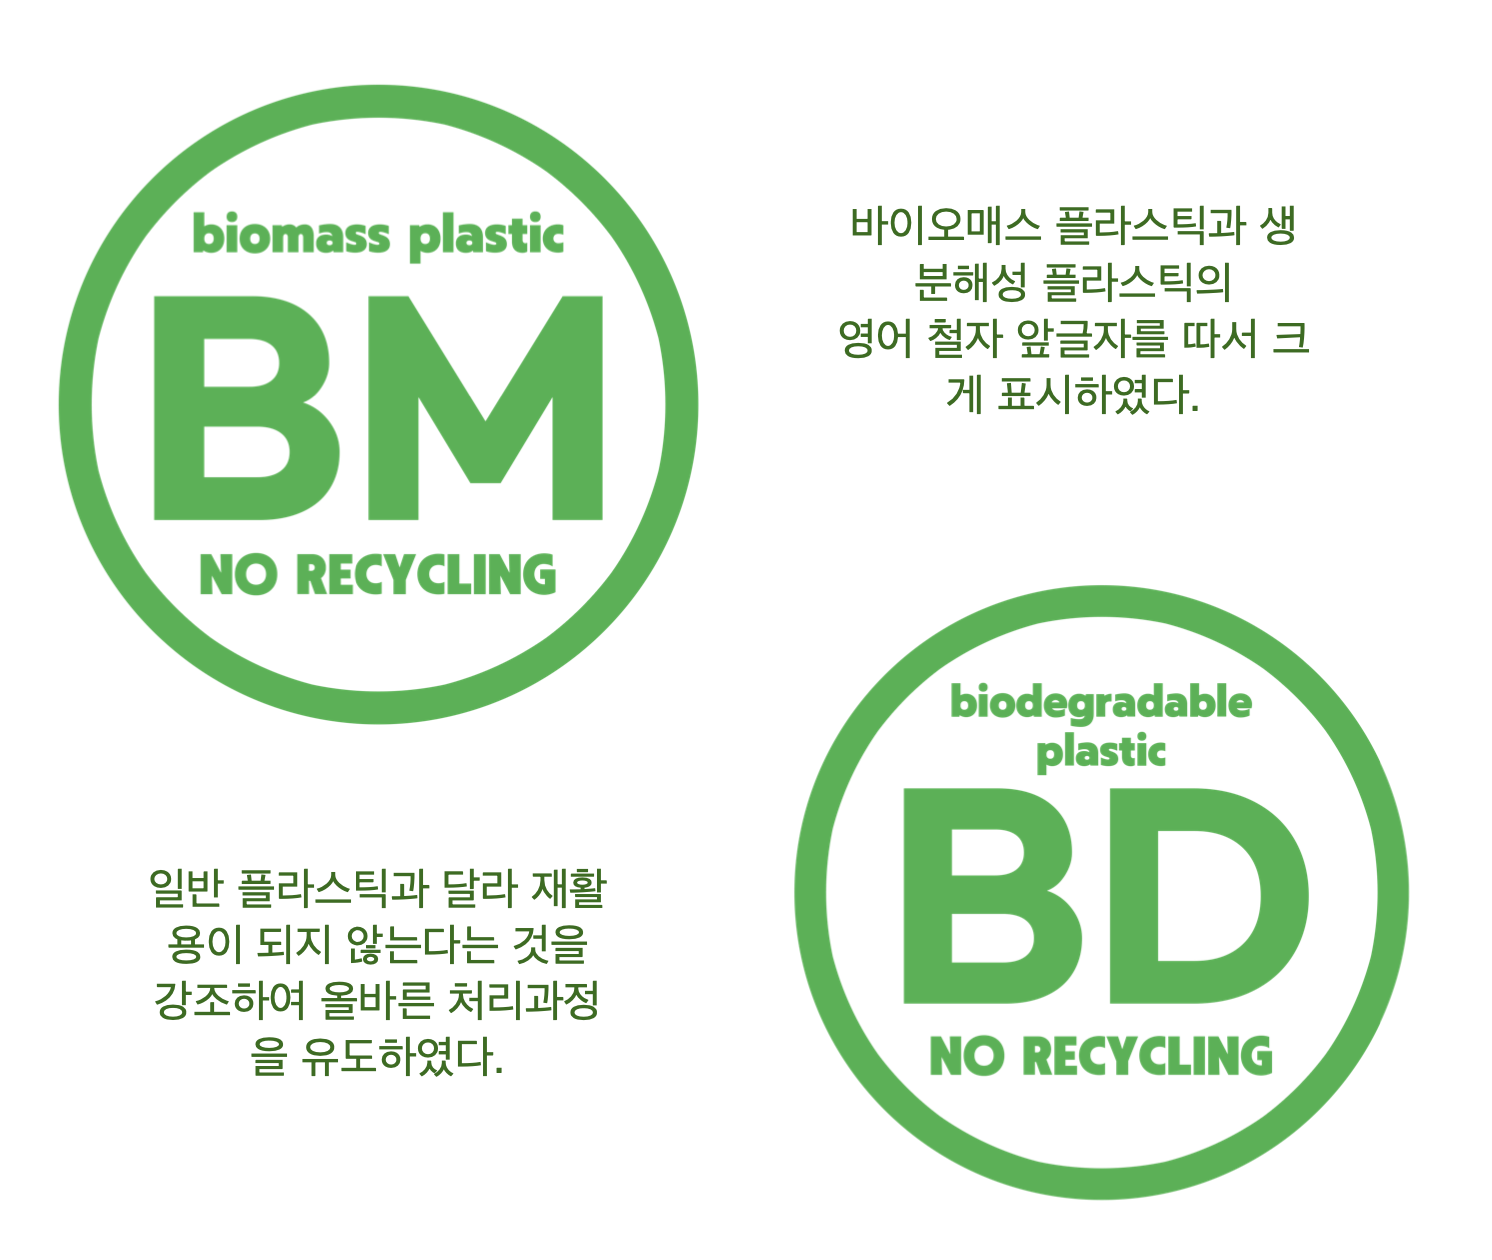 biomass plastic
BM
NO RECYCLING
바이오매스 플라스틱과 생
분해성 플라스틱의
영어 철자 앞글자를 따서 크
게 표시하였다.
일반 플라스틱과 달라 재활
용이 되지 않는다는 것을
강조하여 올바른 처리과정
을 유도하였다.
biodegradable
plastic
BD
NO RECYCLING